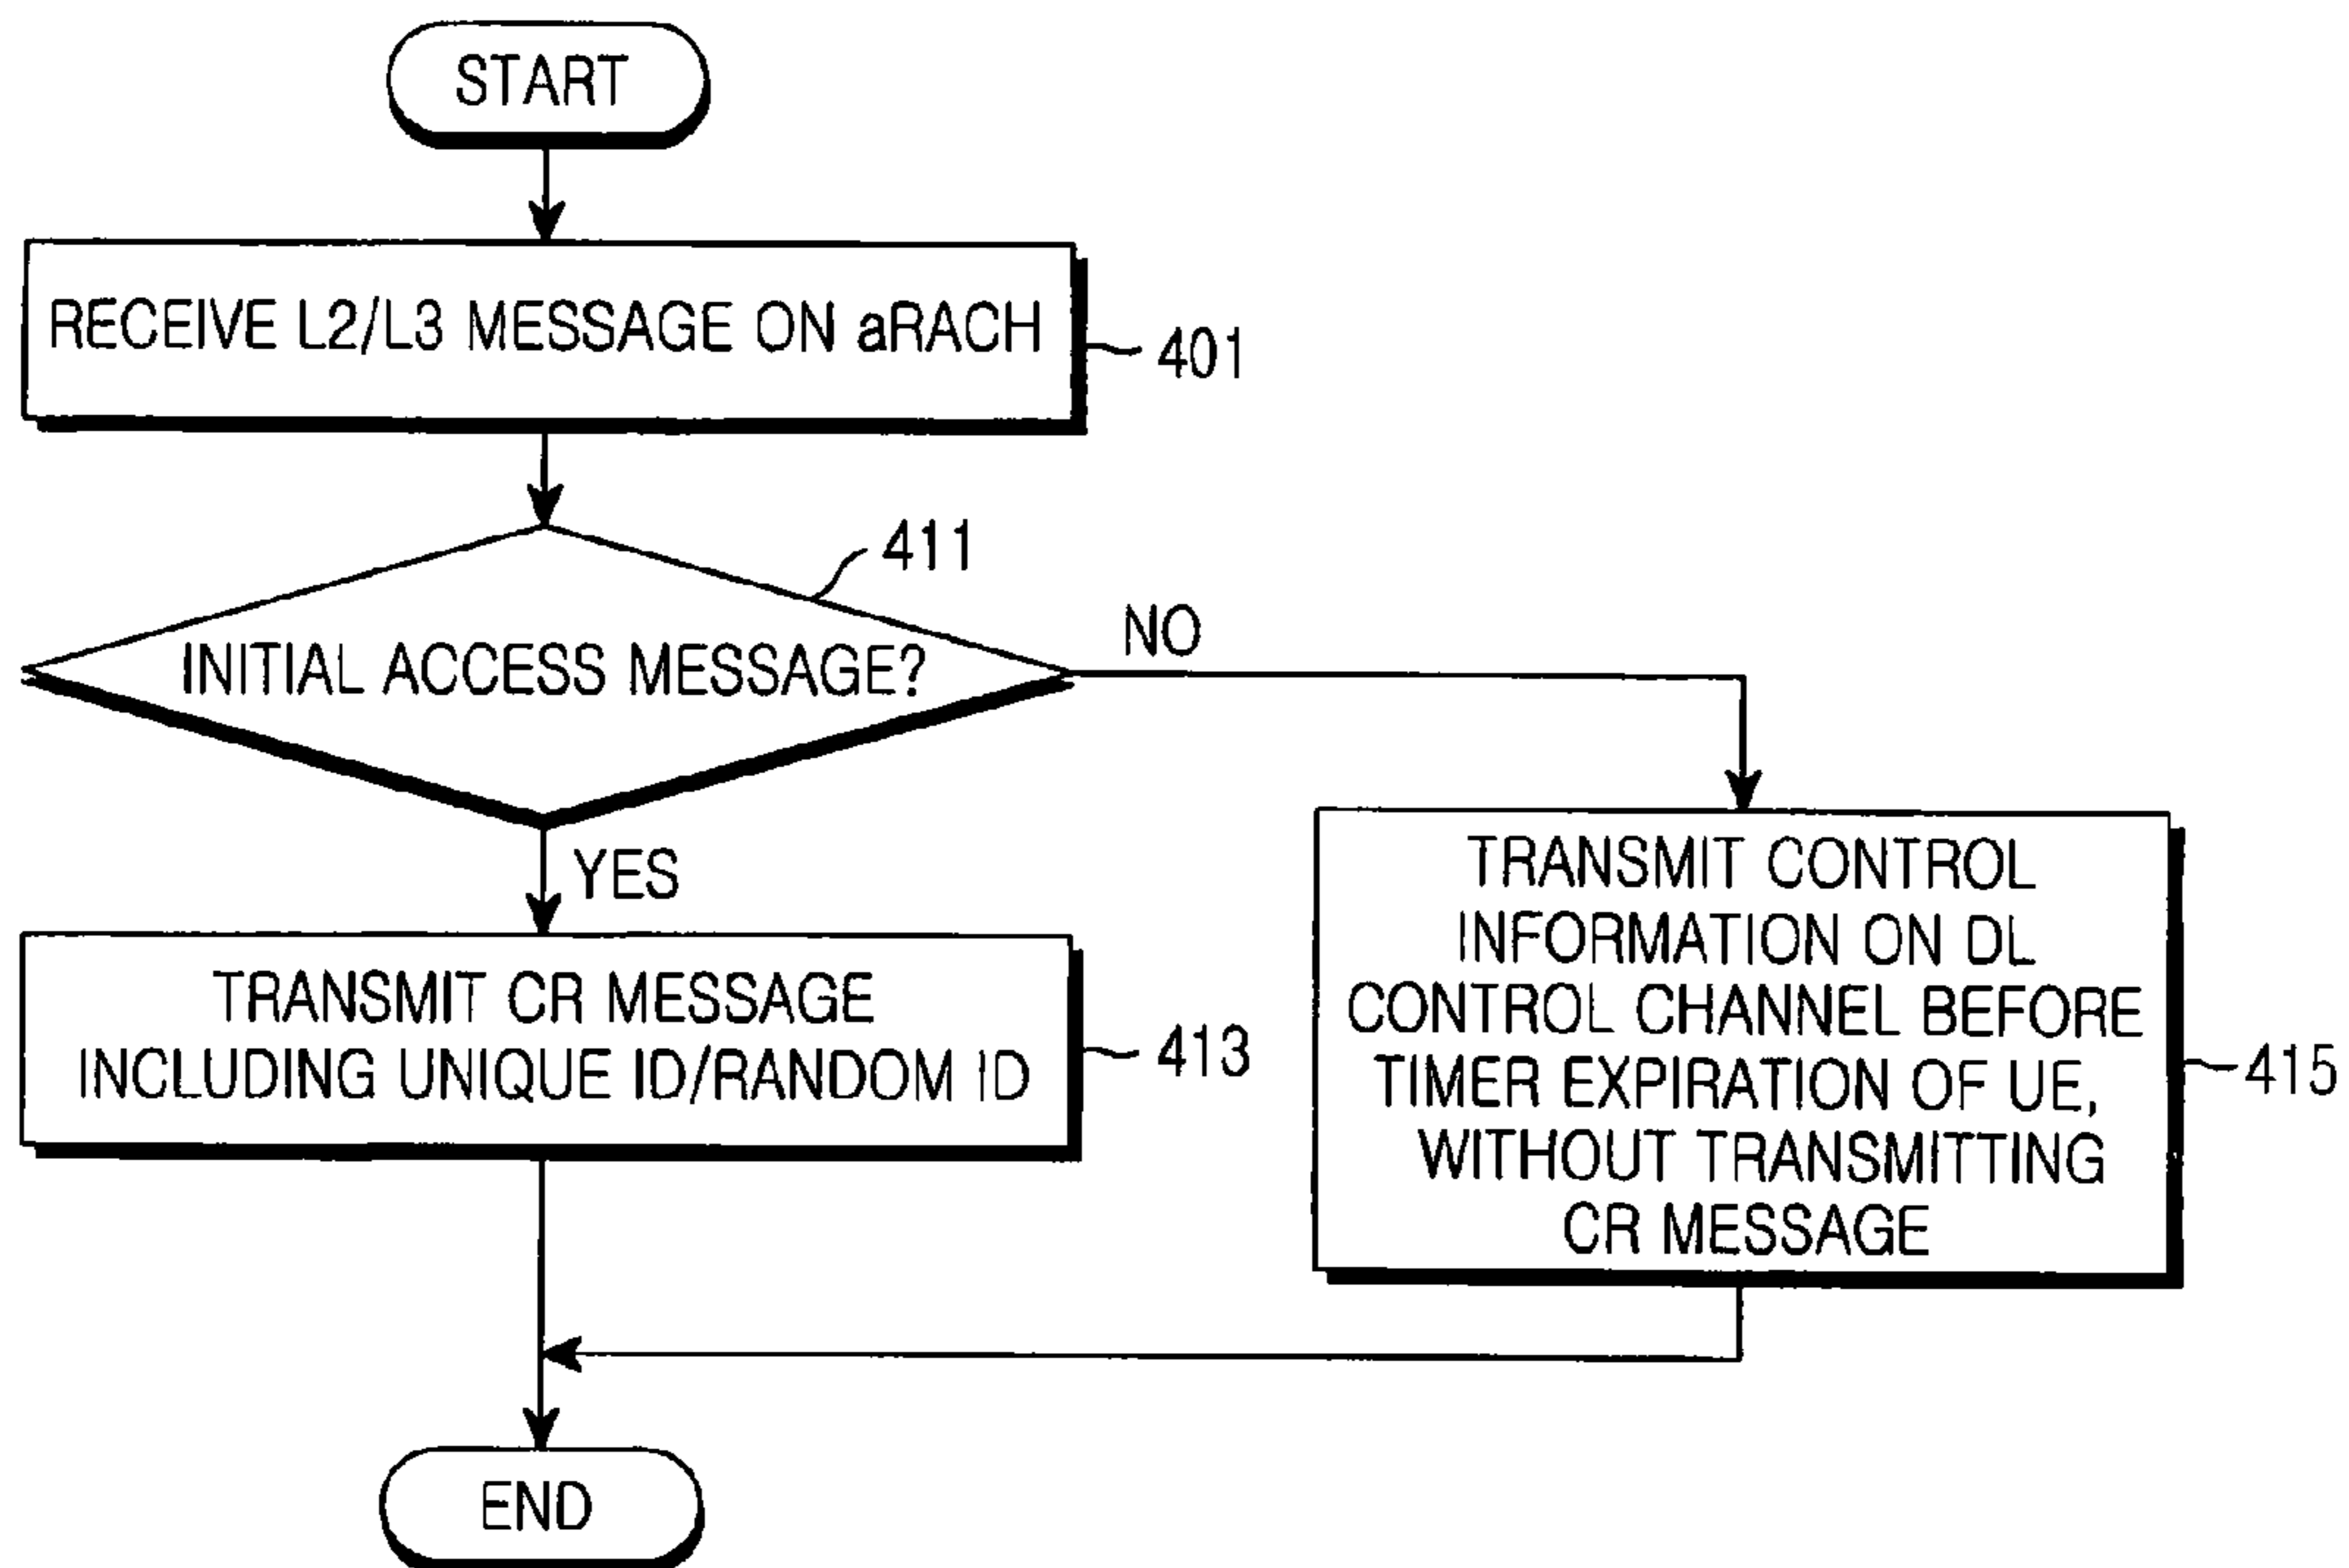 START
RECEIVE L2/L3 MESSAGE ON aRACH
401
411
INITIAL ACCESS MESSAGE?
NO
YES
TRANSMIT CR MESSAGE
INCLUDING UNIQUE ID/RANDOM ID
413
TRANSMIT CONTROL
INFORMATION ON DL
CONTROL CHANNEL BEFORE
TIMER EXPIRATION OF UE,
WITHOUT TRANSMITTING
CR MESSAGE
415
END